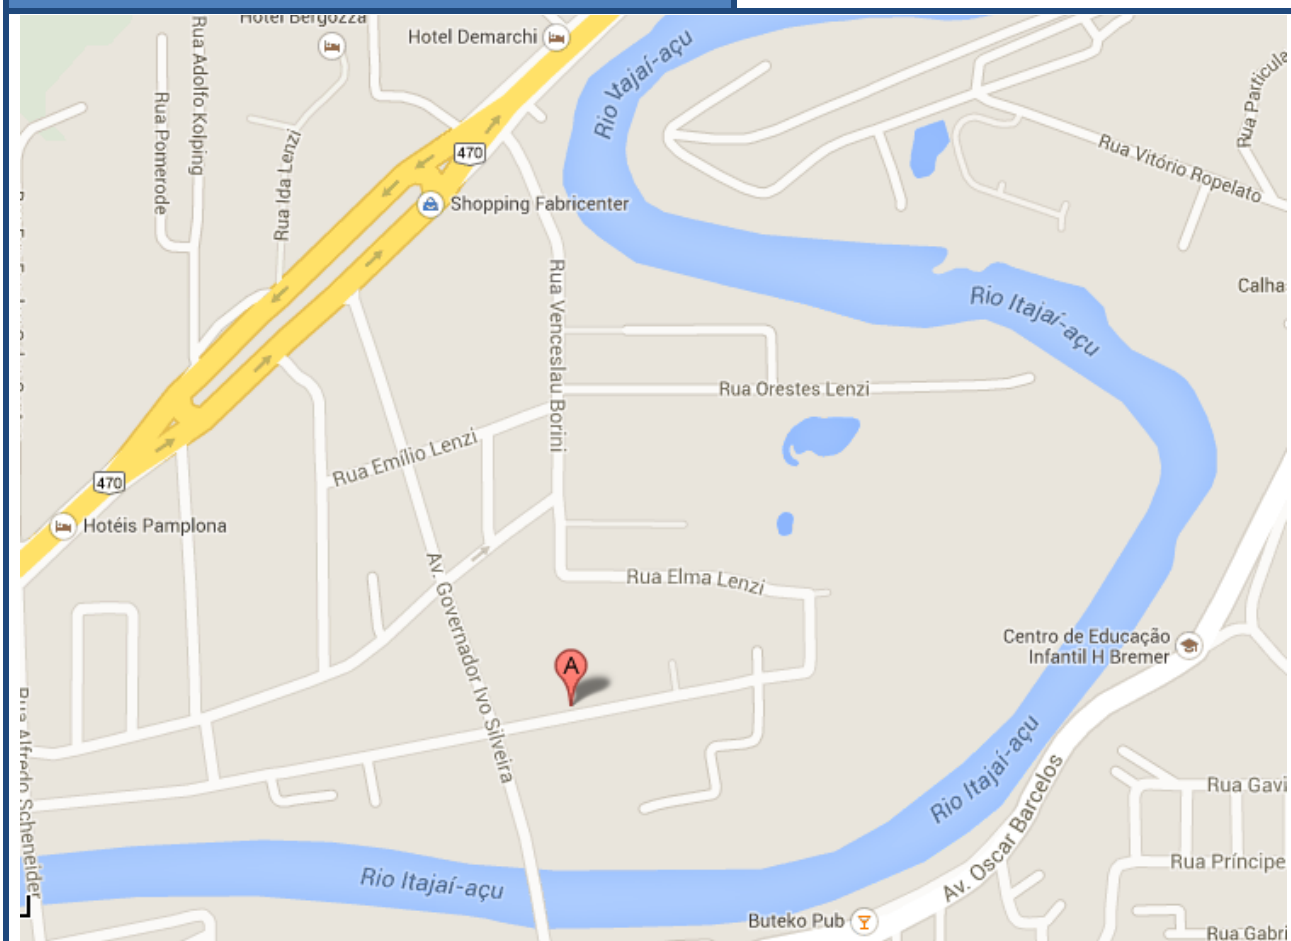 Hotel Bergozza
Hotel Demarchi
Rio Itajaí-açu
Rua Adolfo Kolping
Rua Pomerode
Rua Ida Lenzi
470
Shopping Fabricenter
Rua Particula
Rua Vitório Ropelato
Calha
Rua Venceslau Borini
Rio Itajaí-açu
Rua Orestes Lenzi
Rua Emílio Lenzi
470
Hotéis Pamplona
Av. Governador Ivo Silveira
Rua Elma Lenzi
Centro de Educação
Infantil H Bremer
A
Rua Alfredo Scheneider
Rio Itajaí-açu
Av. Oscar Barcelos
Rua Gavi
Rua Príncipe
Rio Itajaí-açu
Buteko Pub
Rua Gabri